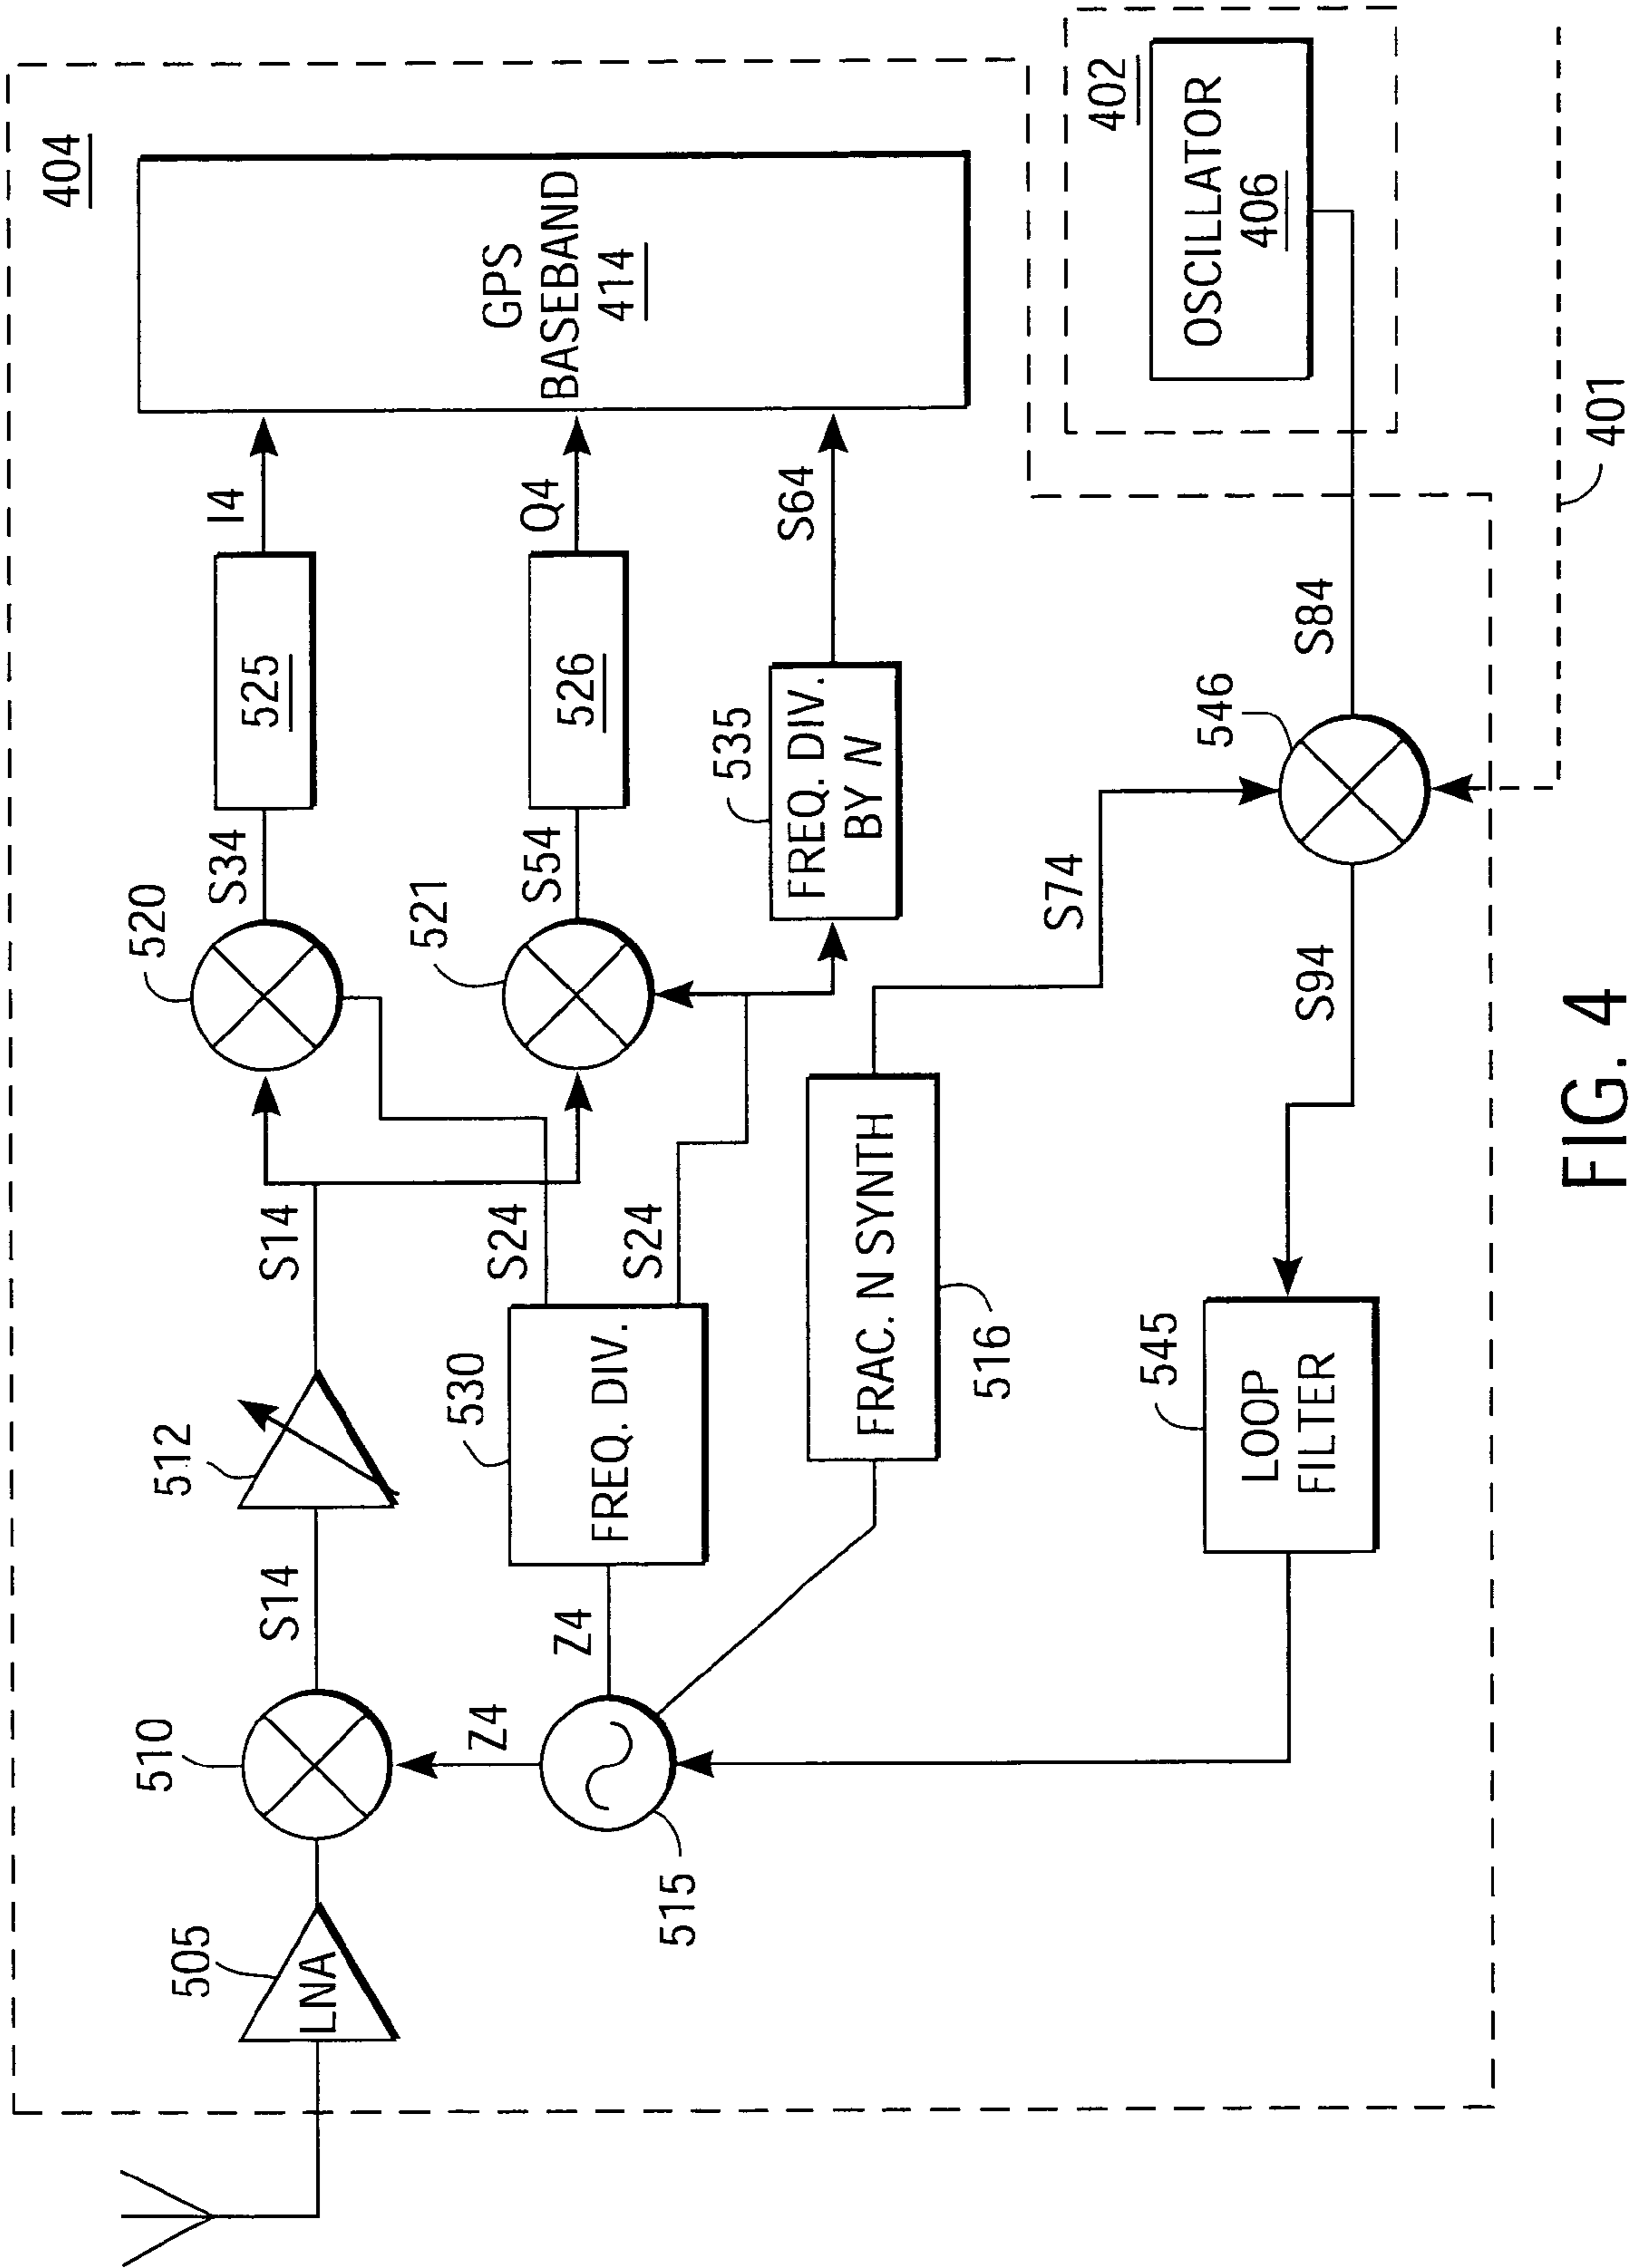 404
505
LNA
510
S14
512
S14
520
S34
525
I4
GPS
BASEBAND
414
521
S54
526
Q4
Z4
Z4
530
FREQ. DIV.
S24
S24
535
FREQ. DIV.
BY N
S64
515
FRAC. N SYNTH
516
S74
402
OSCILLATOR
406
545
LOOP
FILTER
S94
546
S84
401
FIG. 4